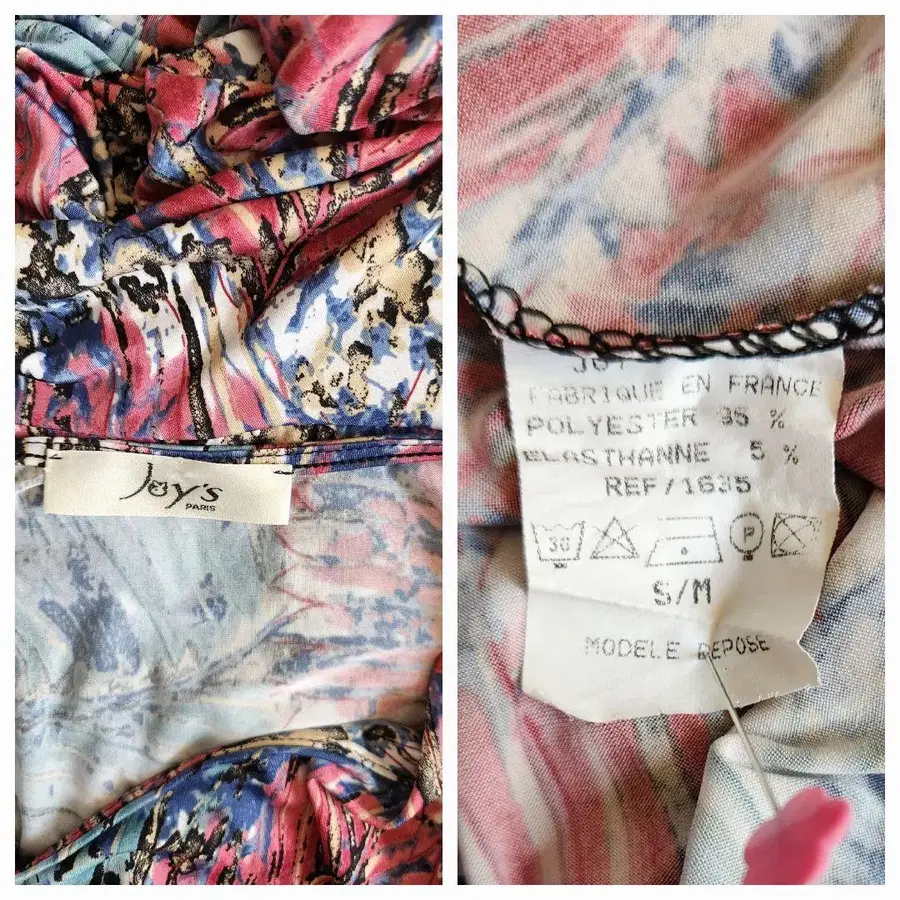 Joy's
PARIS
FABRIQUE EN FRANCE
POLYESTER 95 %
ELASTHANNE 5 %
REF/1635
30
P
S/M
MODELE DEPOSE